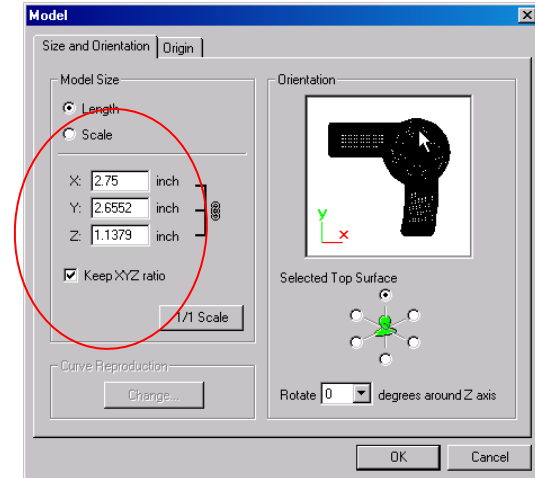 Model
Size and Orientation
Origin
Model Size
Length
Scale
X: 2.75 inch
Y: 2.6552 inch
Z: 1.1379 inch
Keep XYZ ratio
1/1 Scale
Curve Reproduction
Change...
Orientation
y
x
Selected Top Surface
Rotate 0 degrees around Z axis
OK
Cancel